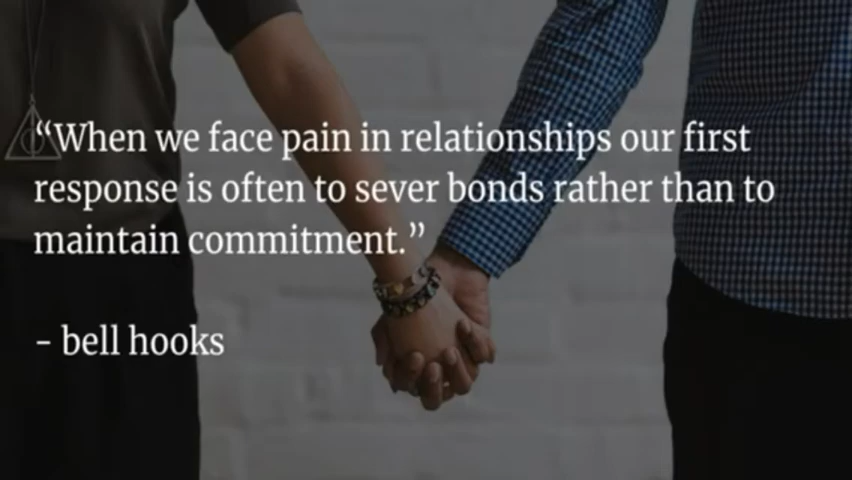 “When we face pain in relationships our first
response is often to sever bonds rather than to
maintain commitment.”
- bell hooks